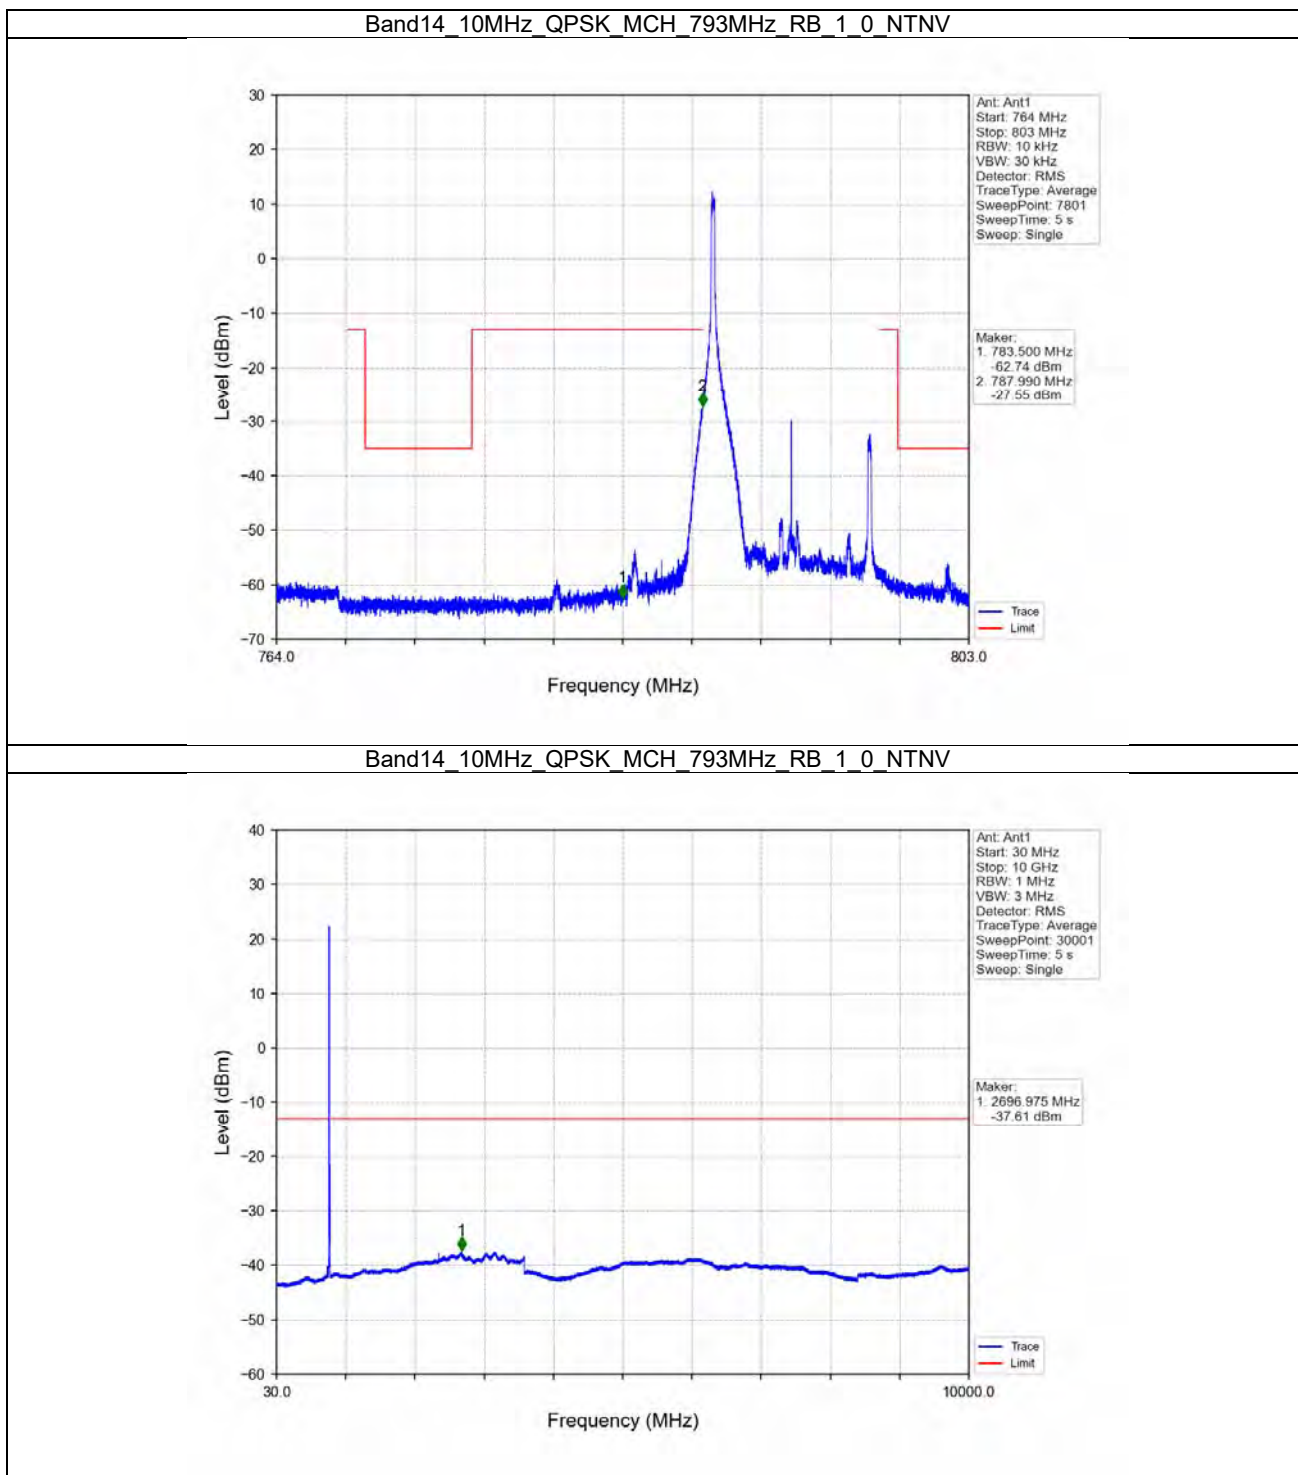 Band14_10MHz_QPSK_MCH_793MHz_RB_1_0_NTNV
30
20
10
0
−10
−20
−30
−40
−50
−60
−70
Level (dBm)
764.0
803.0
Frequency (MHz)
1
2
Ant: Ant1
Start: 764 MHz
Stop: 803 MHz
RBW: 10 kHz
VBW: 30 kHz
Detector: RMS
TraceType: Average
SweepPoint: 7801
SweepTime: 5 s
Sweep: Single
Maker:
1. 783.500 MHz
-62.74 dBm
2. 787.990 MHz
-27.55 dBm
Trace
Limit
Band14_10MHz_QPSK_MCH_793MHz_RB_1_0_NTNV
40
30
20
10
0
−10
−20
−30
−40
−50
−60
Level (dBm)
30.0
10000.0
Frequency (MHz)
1
Ant: Ant1
Start: 30 MHz
Stop: 10 GHz
RBW: 1 MHz
VBW: 3 MHz
Detector: RMS
TraceType: Average
SweepPoint: 30001
SweepTime: 5 s
Sweep: Single
Maker:
1. 2696.975 MHz
-37.61 dBm
Trace
Limit